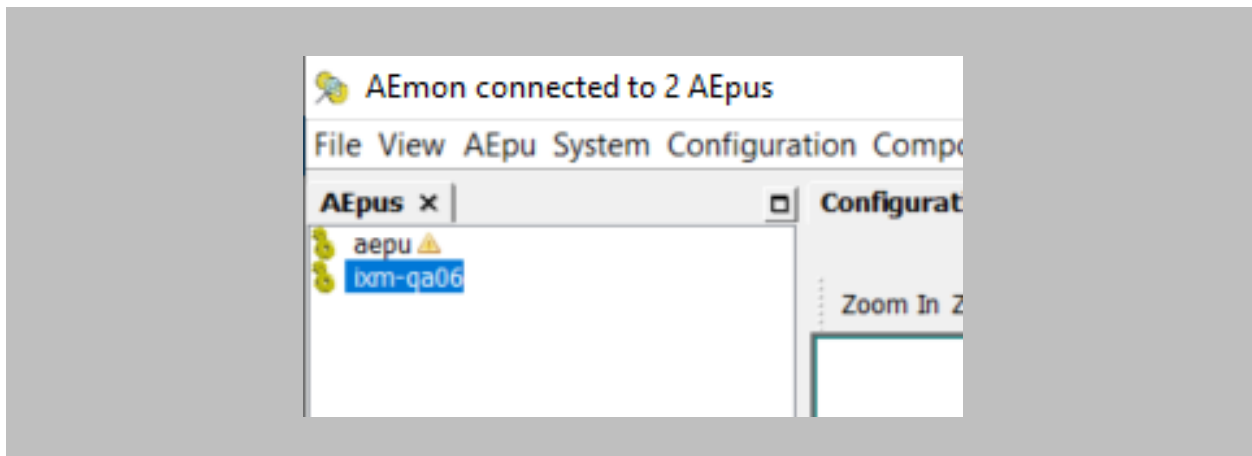 AEmon connected to 2 AEpus
File View AEpu System Configuration
AEpus
aepu
ixm-qa06
Zoom In